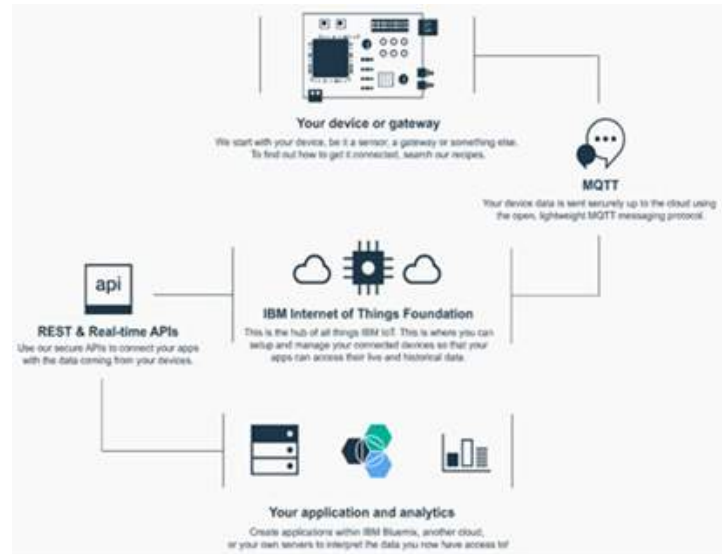 Your device or gateway
We start with your device, be it a sensor, a gateway or something else.
To find out how to get it connected, search our recipes.
MQTT
Your device data is sent securely up to the cloud using
the open, lightweight MQTT messaging protocol.
api
REST & Real-time APIs
Use our secure APIs to connect your apps
with the data coming from your devices.
IBM Internet of Things Foundation
This is the hub of all things IBM IoT. This is where you can
setup and manage your connected devices so that your
apps can access their live and historical data.
Your application and analytics
Create applications within IBM Bluemix, another cloud,
or your own servers to interpret the data you now have access to!